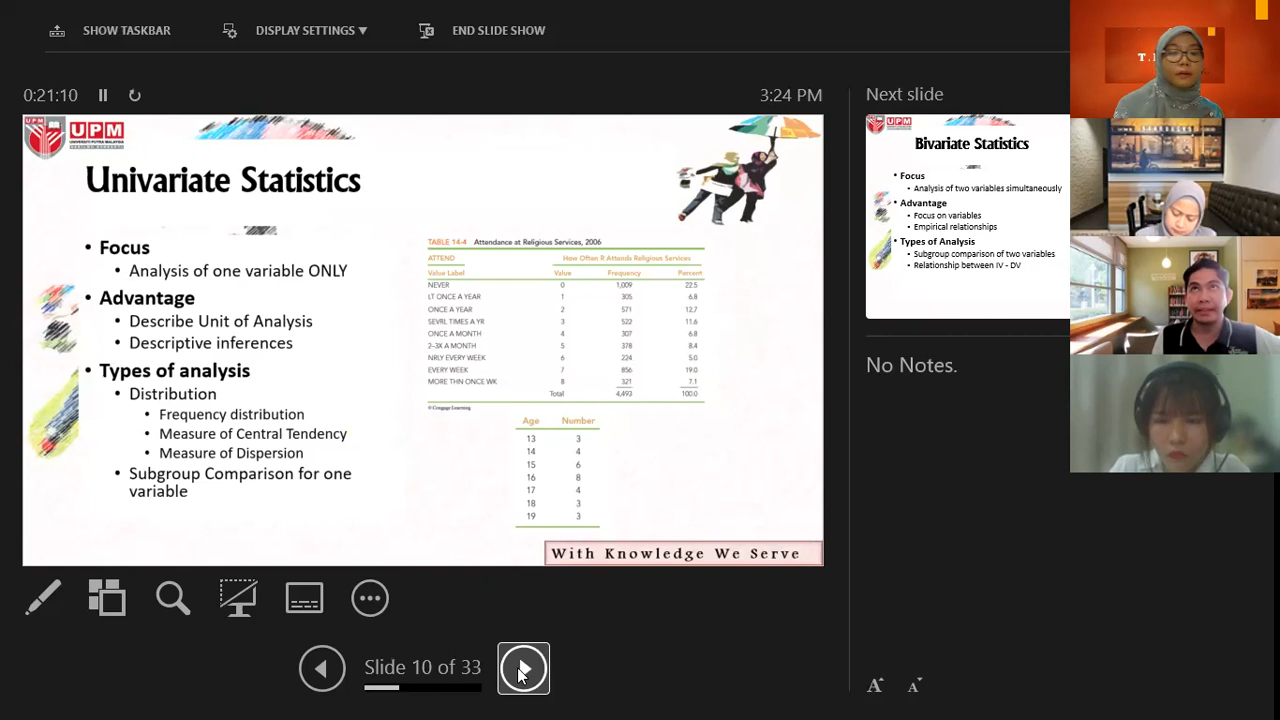 SHOW TASKBAR
DISPLAY SETTINGS ▼
END SLIDE SHOW
0:21:10
3:24 PM
UPM
UPM
UNIVERSITI PUTRA MALAYSIA
Univariate Statistics
• Focus
• Analysis of one variable ONLY
• Advantage
• Describe Unit of Analysis
• Descriptive inferences
• Types of analysis
• Distribution
• Frequency distribution
• Measure of Central Tendency
• Measure of Dispersion
• Subgroup Comparison for one
variable
TABLE 14-4 Attendance at Religious Services, 2006
ATTEND How Often R Attends Religious Services
Value Label Value Frequency Percent
NEVER 0 1,009 22.5
LT ONCE A YEAR 1 305 6.8
ONCE A YEAR 2 571 12.7
SEVRL TIMES A YR 3 522 11.6
ONCE A MONTH 4 307 6.8
2–3X A MONTH 5 378 8.4
NRLY EVERY WEEK 6 224 5.0
EVERY WEEK 7 856 19.0
MORE THN ONCE WK 8 321 7.1
Total 4,493 100.0
© Cengage Learning
Age Number
13 3
14 4
15 6
16 8
17 4
18 3
19 3
With Knowledge We Serve
Next slide
UPM
Bivariate Statistics
• Focus
• Analysis of two variables simultaneously
• Advantage
• Focus on variables
• Empirical relationships
• Types of Analysis
• Subgroup comparison of two variables
• Relationship between IV - DV
No Notes.
Slide 10 of 33
A A